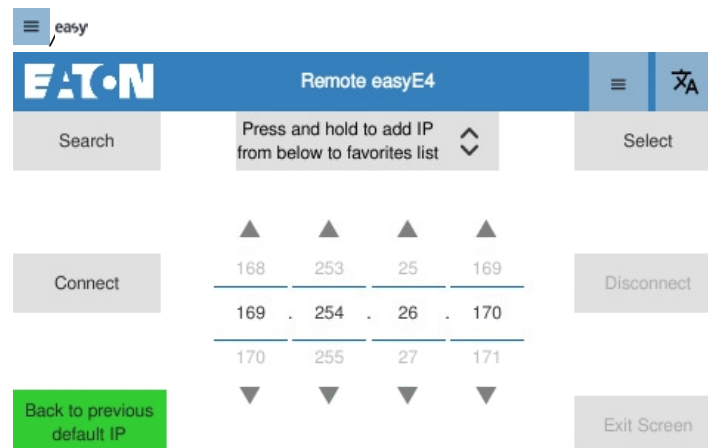 easy
EATON
Remote easyE4
Search
Press and hold to add IP
from below to favorites list
Select
168 253 25 169
Connect
169 . 254 . 26 . 170
Disconnect
170 255 27 171
Back to previous
default IP
Exit Screen